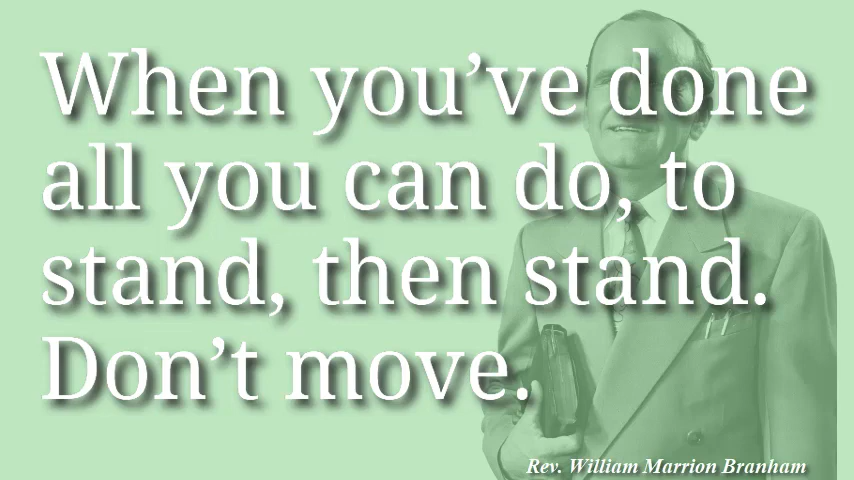 When you’ve done
all you can do, to
stand, then stand.
Don’t move.
Rev. William Marrion Branham